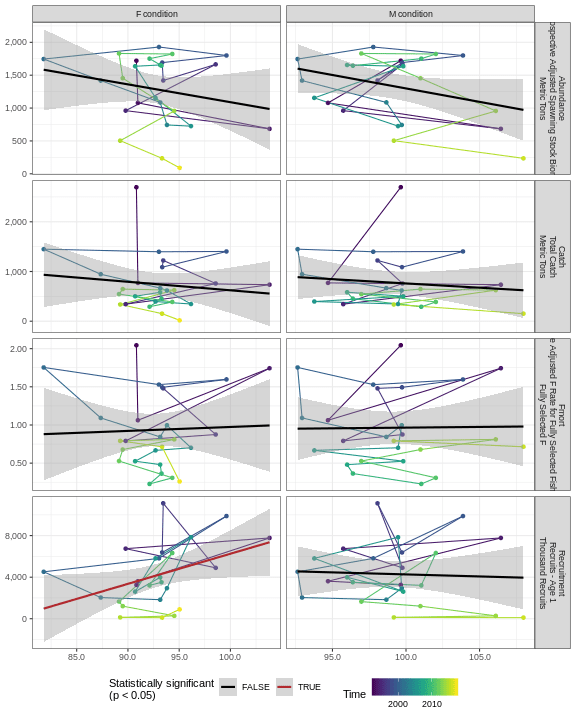 F condition
M condition
2,000
1,500
1,000
500
0
Abundance
Adjusted Spawning Stock
Metric Tons
2,000
1,000
0
Catch
Total Catch
Metric Tons
2.00
1.50
1.00
0.50
Fmort
Adjusted F Rate for Fully Selected Fish
Fully Selected F
8,000
4,000
0
Recruitment
Recruits - Age 1
Thousand Recruits
85.0
90.0
95.0
100.0
95.0
100.0
105.0
Statistically significant
(p < 0.05)
FALSE
TRUE
Time
2000
2010